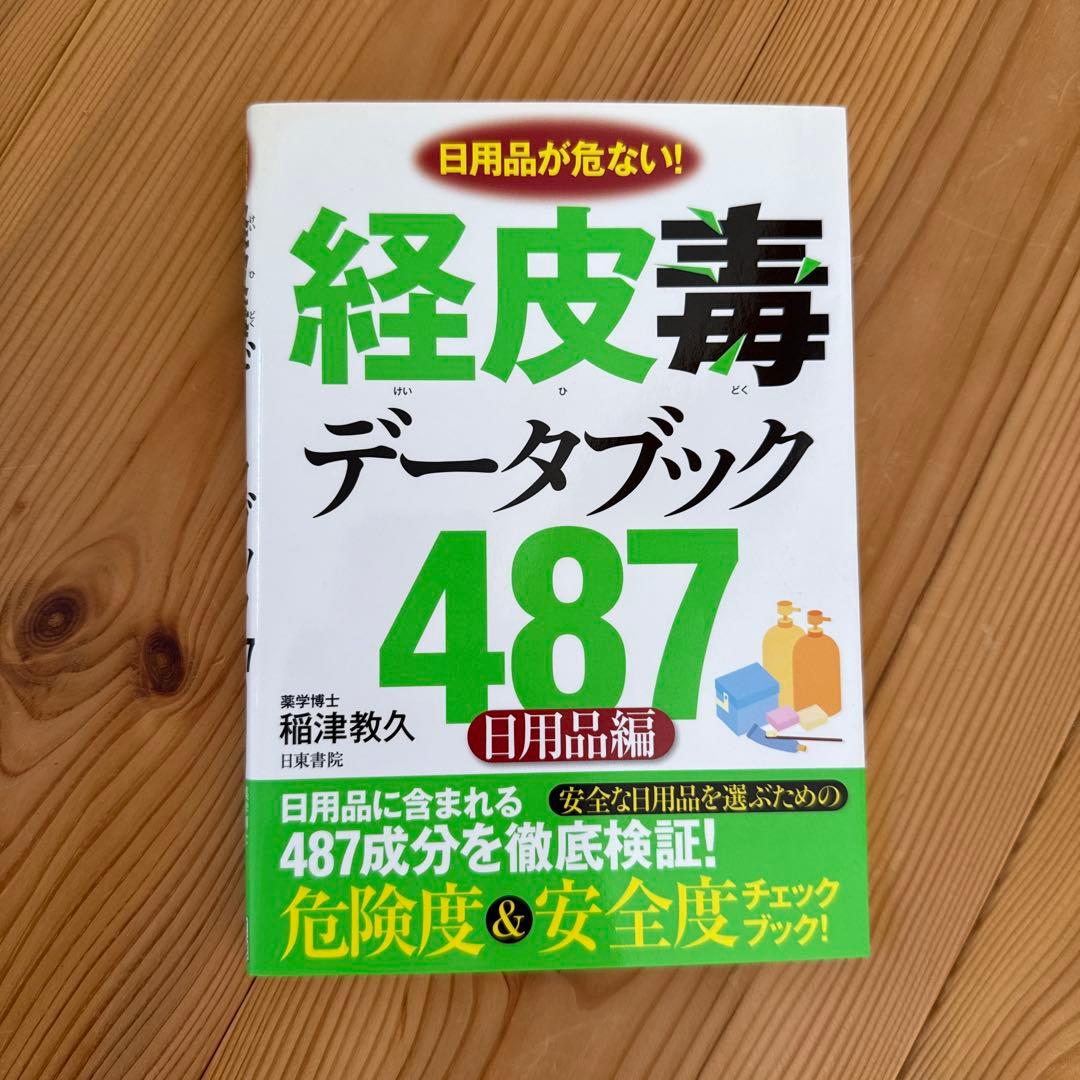 日用品が危ない!
経皮毒
けい ひ どく
データブック
487
日用品編
薬学博士
稲津教久
日東書院
日用品に含まれる
安全な日用品を選ぶための
487成分を徹底検証!
危険度&安全度チェックブック!